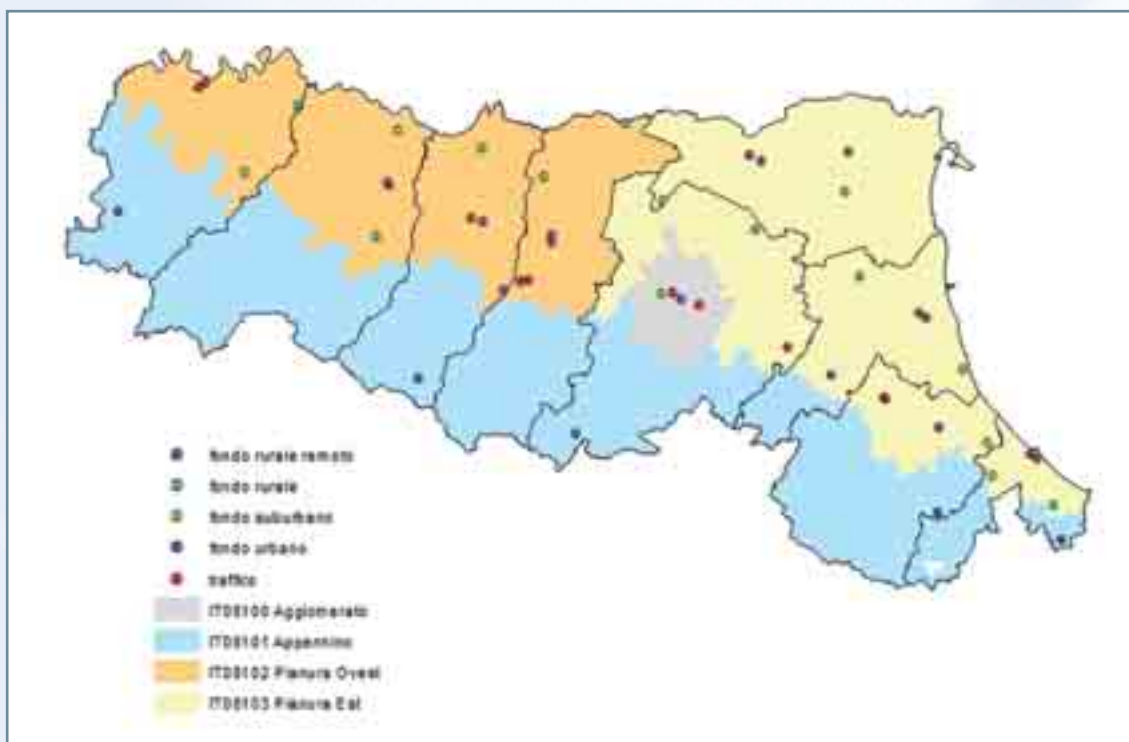 fondo rurale remoto
fondo rurale
fondo suburbano
fondo urbano
traffico
IT08100 Agglomerato
IT08101 Appennino
IT08102 Pianura Ovest
IT08103 Pianura Est